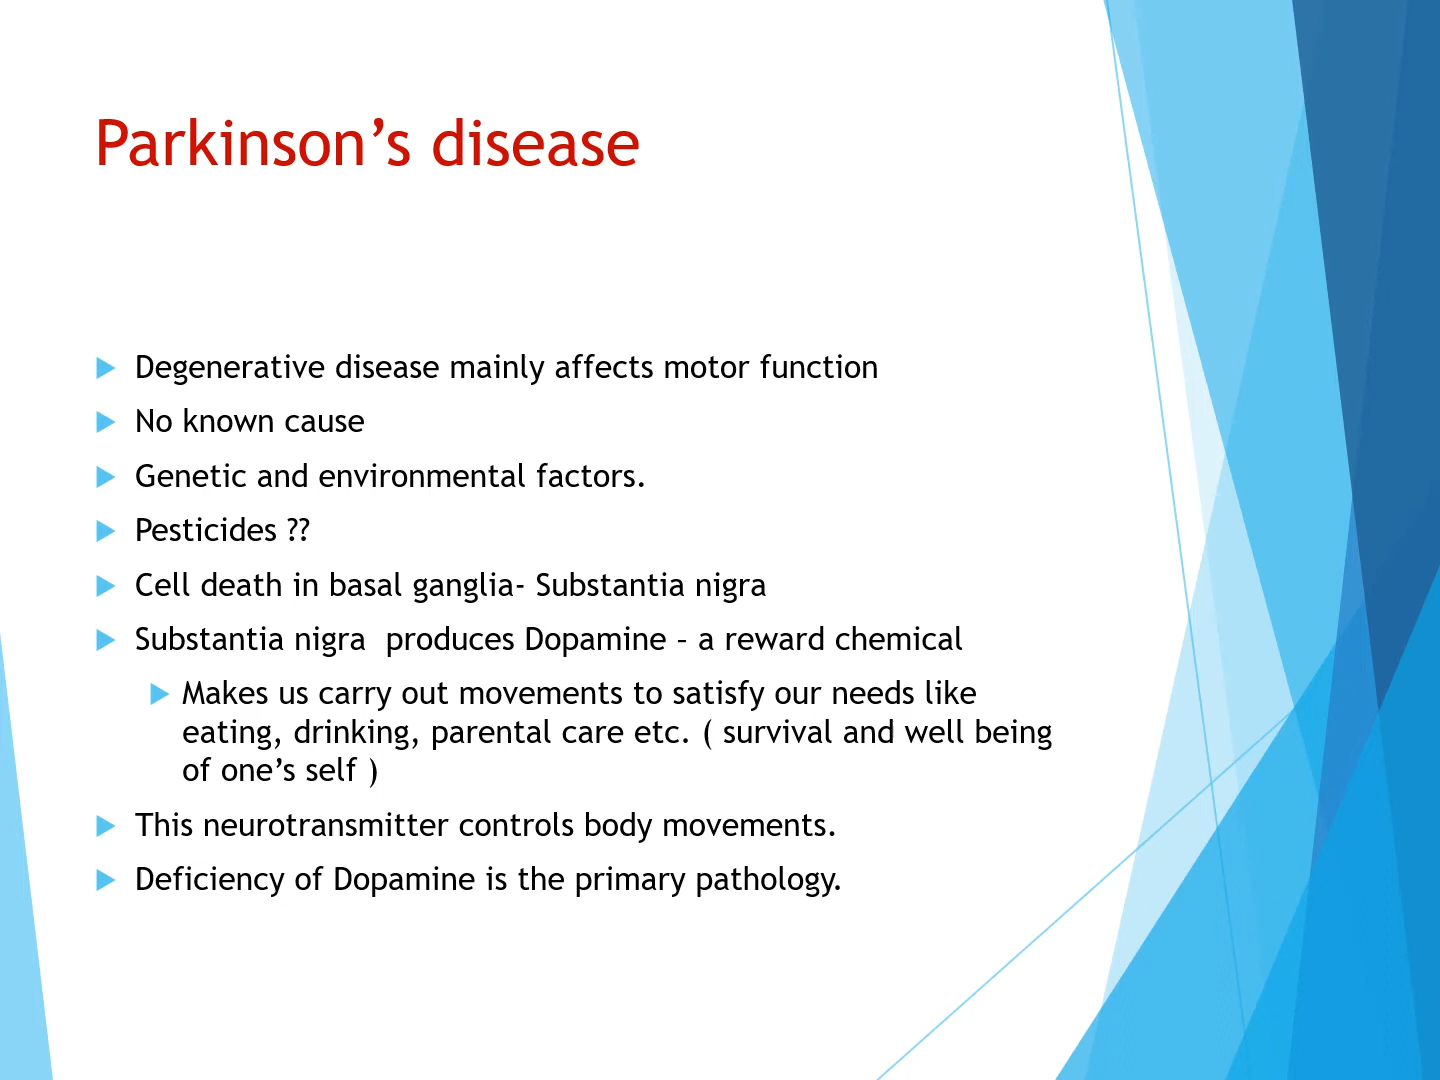 Parkinson’s disease
Degenerative disease mainly affects motor function
No known cause
Genetic and environmental factors.
Pesticides ??
Cell death in basal ganglia- Substantia nigra
Substantia nigra  produces Dopamine – a reward chemical
Makes us carry out movements to satisfy our needs like
eating, drinking, parental care etc. ( survival and well being
of one’s self )
This neurotransmitter controls body movements.
Deficiency of Dopamine is the primary pathology.